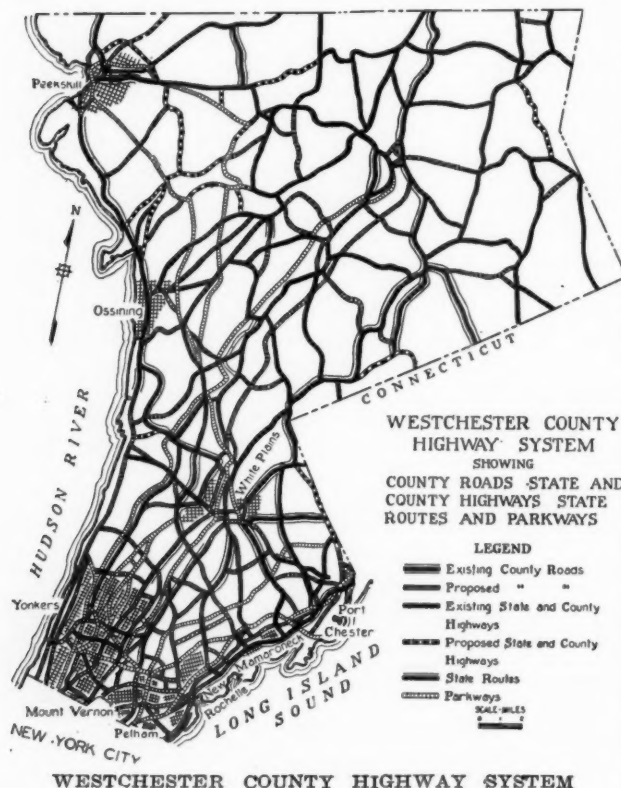 Peekskill
N
Ossining
HUDSON RIVER
CONNECTICUT
WESTCHESTER COUNTY
HIGHWAY SYSTEM
SHOWING
COUNTY ROADS STATE AND
COUNTY HIGHWAYS STATE
ROUTES AND PARKWAYS
White Plains
LEGEND
Existing County Roads
Proposed " "
Existing State and County
Highways
Proposed State and County
Highways
State Routes
Parkways
SCALE-MILES
Yonkers
Port
Chester
Mamaroneck
New
Rochelle
LONG ISLAND
SOUND
Mount Vernon
Pelham
NEW YORK CITY
WESTCHESTER COUNTY HIGHWAY SYSTEM